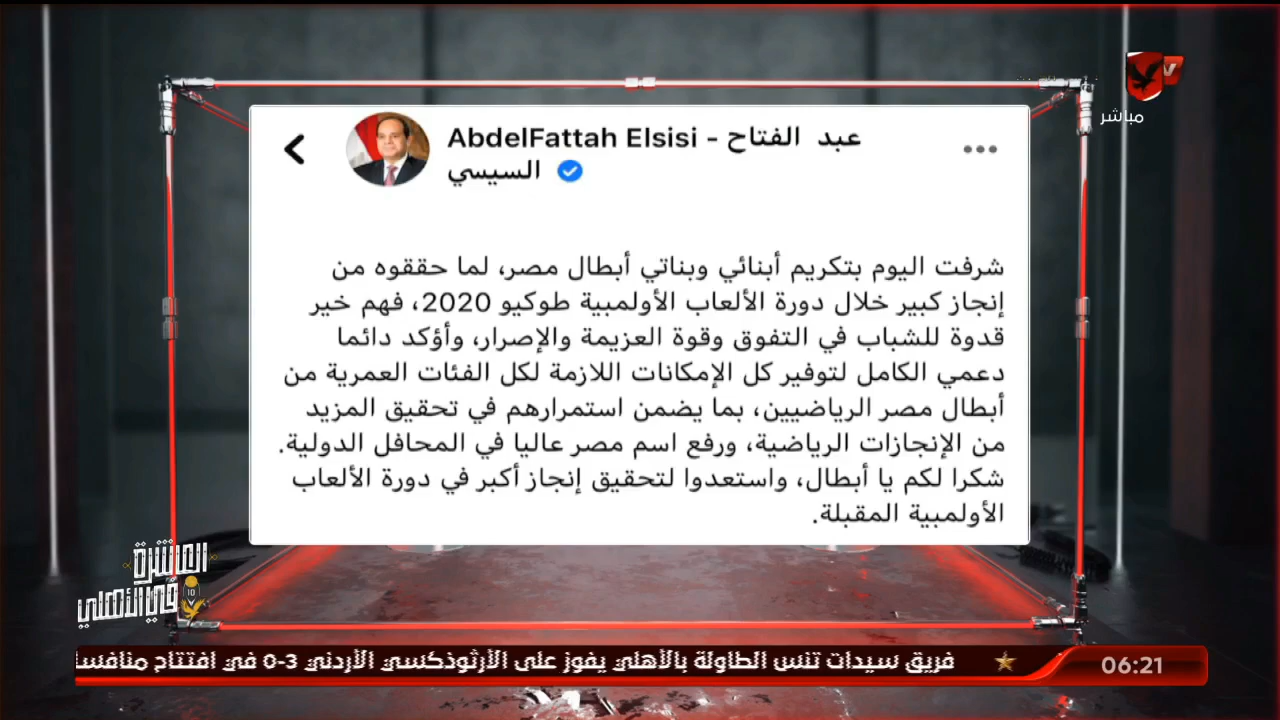 مباشر
AbdelFattah Elsisi - عبد الفتاح
السيسي
شرفت اليوم بتكريم أبنائي وبناتي أبطال مصر، لما حققوه من
إنجاز كبير خلال دورة الألعاب الأولمبية طوكيو 2020، فهم خير
قدوة للشباب في التفوق وقوة العزيمة والإصرار، وأؤكد دائما
دعمي الكامل لتوفير كل الإمكانات اللازمة لكل الفئات العمرية من
أبطال مصر الرياضيين، بما يضمن استمرارهم في تحقيق المزيد
من الإنجازات الرياضية، ورفع اسم مصر عاليا في المحافل الدولية.
شكرا لكم يا أبطال، واستعدوا لتحقيق إنجاز أكبر في دورة الألعاب
الأولمبية المقبلة.
العاشرة
في الأهلي
10
06:21
فريق سيدات تنس الطاولة بالأهلي يفوز على الأرثوذكسي الأردني 3-0 في افتتاح منافسا